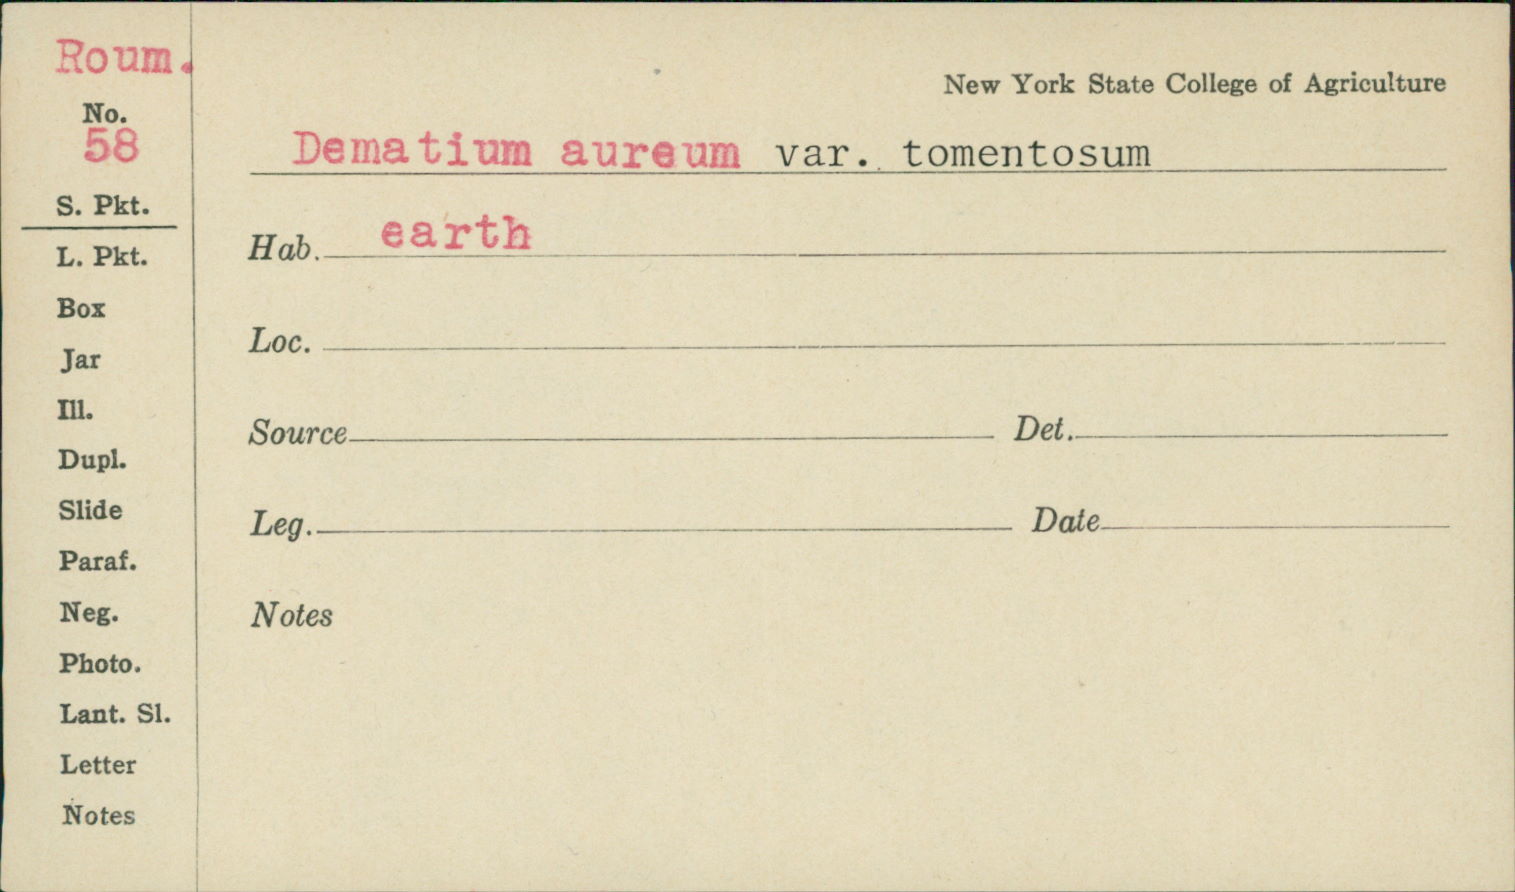 Roum.
No.
58
S. Pkt.
L. Pkt.
Box
Jar
Ill.
Dupl.
Slide
Paraf.
Neg.
Photo.
Lant. Sl.
Letter
Notes
New York State College of Agriculture
Dematium aureum var. tomentosum
Hab. earth
Loc.
Source Det.
Leg. Date
Notes